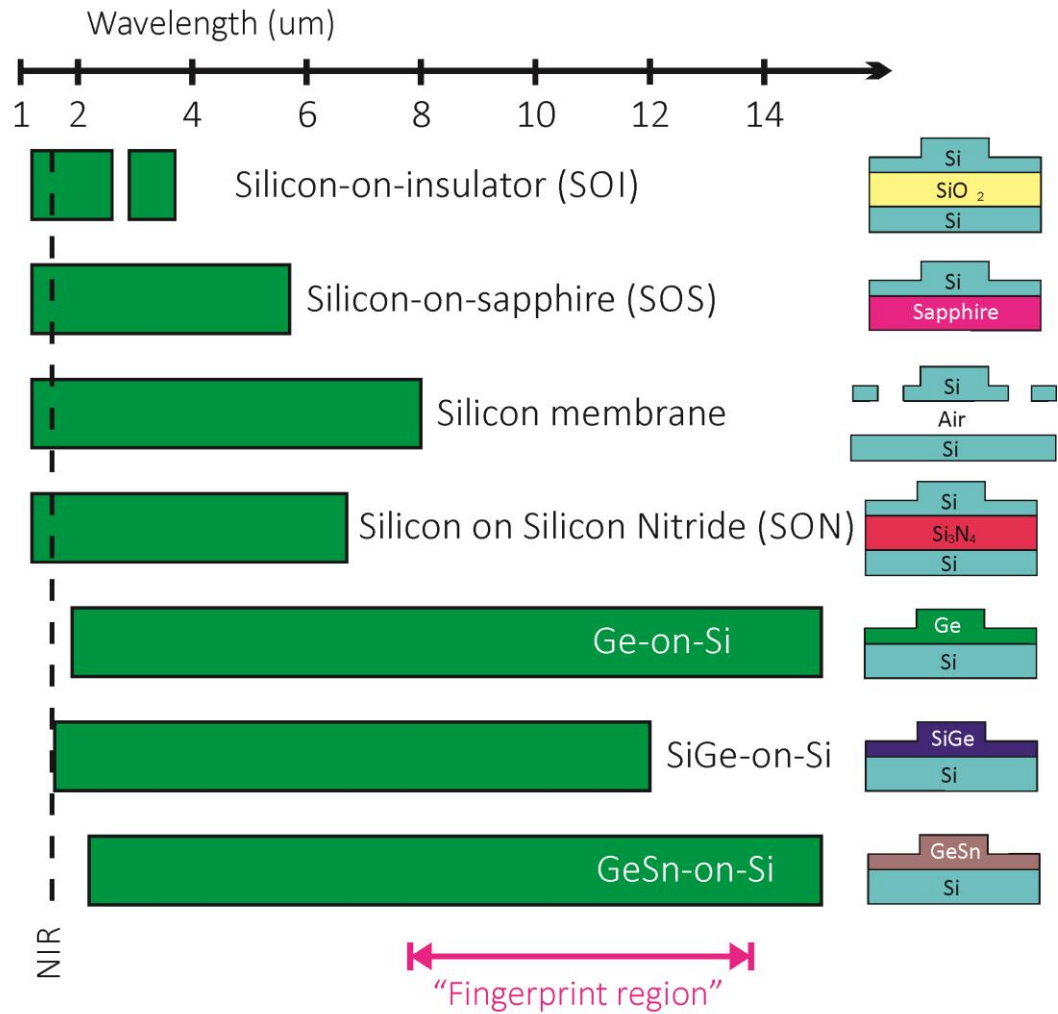 Wavelength (um)
1 2 4 6 8 10 12 14
Silicon-on-insulator (SOI)
Si
SiO 2
Si
Silicon-on-sapphire (SOS)
Si
Sapphire
Silicon membrane
Si
Air
Si
Silicon on Silicon Nitride (SON)
Si
Si₃N₄
Si
Ge-on-Si
Ge
Si
SiGe-on-Si
SiGe
Si
GeSn-on-Si
GeSn
Si
NIR
“Fingerprint region”